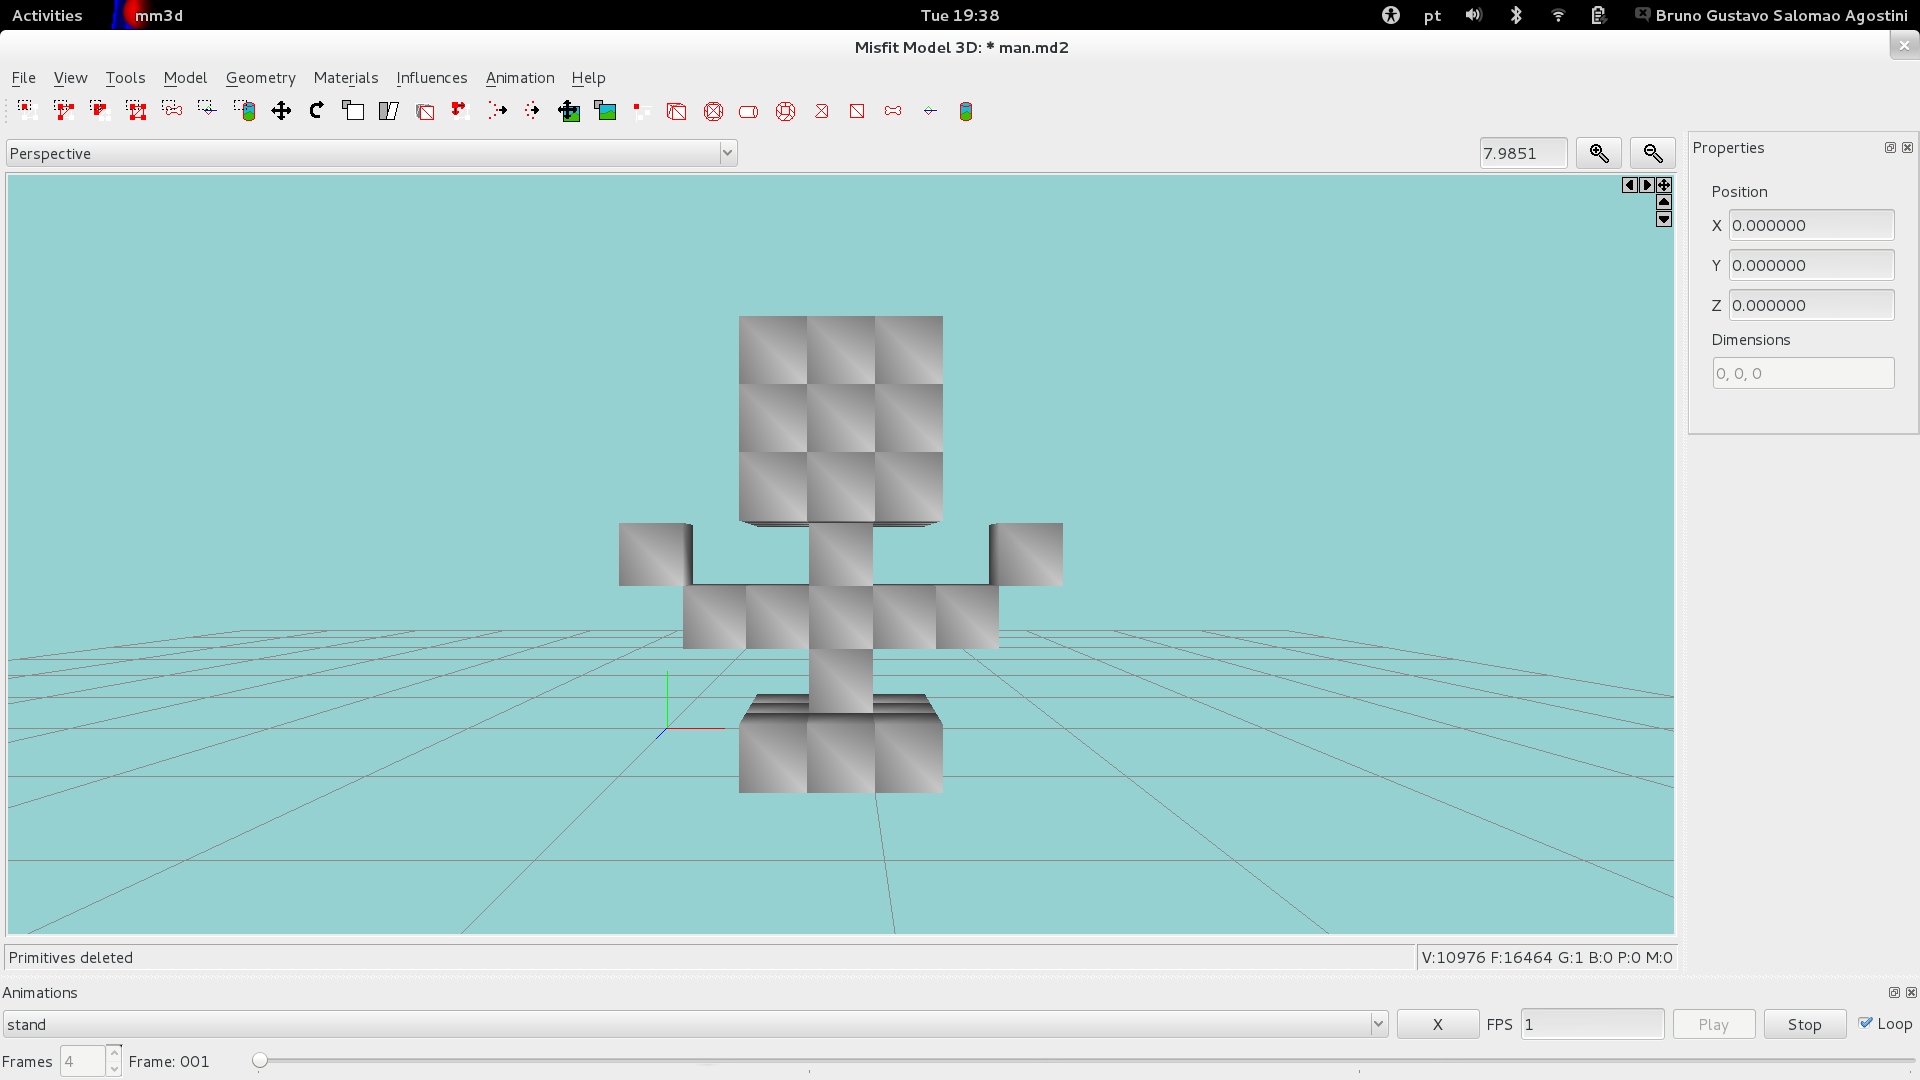 Activities mm3d Tue 19:38 pt Bruno Gustavo Salomao Agostini
Misfit Model 3D: * man.md2
File View Tools Model Geometry Materials Influences Animation Help
Perspective 7.9851
Properties
Position
X 0.000000
Y 0.000000
Z 0.000000
Dimensions
0, 0, 0
Primitives deleted V:10976 F:16464 G:1 B:0 P:0 M:0
Animations
stand X FPS 1 Play Stop Loop
Frames 4 Frame: 001